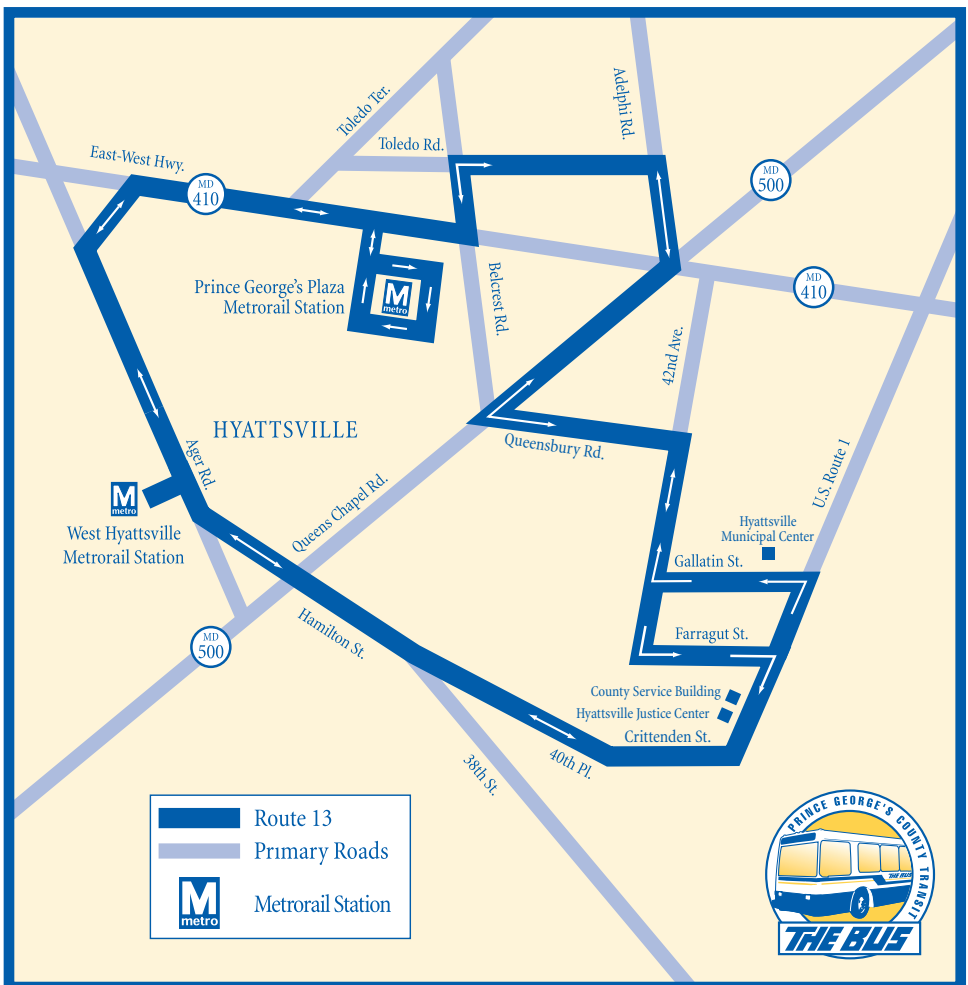 Toledo Ter.
Adelphi Rd.
Toledo Rd.
East-West Hwy.
MD
410
MD
500
Prince George's Plaza
Metrorail Station
M
metro
Belcrest Rd.
MD
410
42nd Ave.
HYATTSVILLE
Ager Rd.
Queensbury Rd.
U.S. Route 1
M
metro
West Hyattsville
Metrorail Station
Queens Chapel Rd.
Hyattsville
Municipal Center
Gallatin St.
Hamilton St.
MD
500
Farragut St.
County Service Building
Hyattsville Justice Center
Crittenden St.
40th Pl.
38th St.
Route 13
Primary Roads
M
metro
Metrorail Station
PRINCE GEORGE'S COUNTY TRANSIT
THE BUS
THE BUS